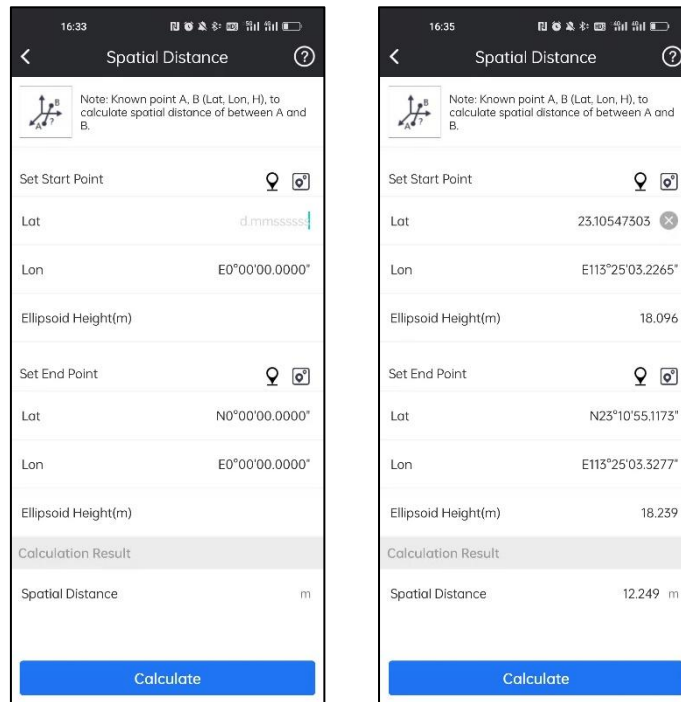 16:33
Spatial Distance
Note: Known point A, B (Lat, Lon, H), to
calculate spatial distance of between A and
B.
Set Start Point
Lat d.mmssssss
Lon E0°00'00.0000"
Ellipsoid Height(m)
Set End Point
Lat N0°00'00.0000"
Lon E0°00'00.0000"
Ellipsoid Height(m)
Calculation Result
Spatial Distance m
Calculate
16:35
Spatial Distance
Note: Known point A, B (Lat, Lon, H), to
calculate spatial distance of between A and
B.
Set Start Point
Lat 23.10547303
Lon E113°25'03.2265"
Ellipsoid Height(m) 18.096
Set End Point
Lat N23°10'55.1173"
Lon E113°25'03.3277"
Ellipsoid Height(m) 18.239
Calculation Result
Spatial Distance 12.249 m
Calculate